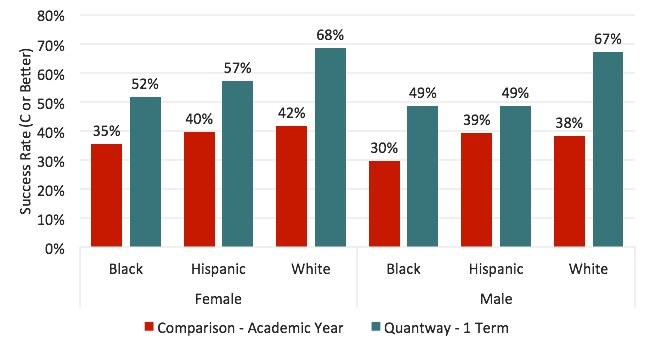 80%
70%
60%
50%
40%
30%
20%
10%
0%
Success Rate (C or Better)
35%
52%
40%
57%
42%
68%
30%
49%
39%
49%
38%
67%
Black
Hispanic
White
Black
Hispanic
White
Female
Male
Comparison - Academic Year
Quantway - 1 Term